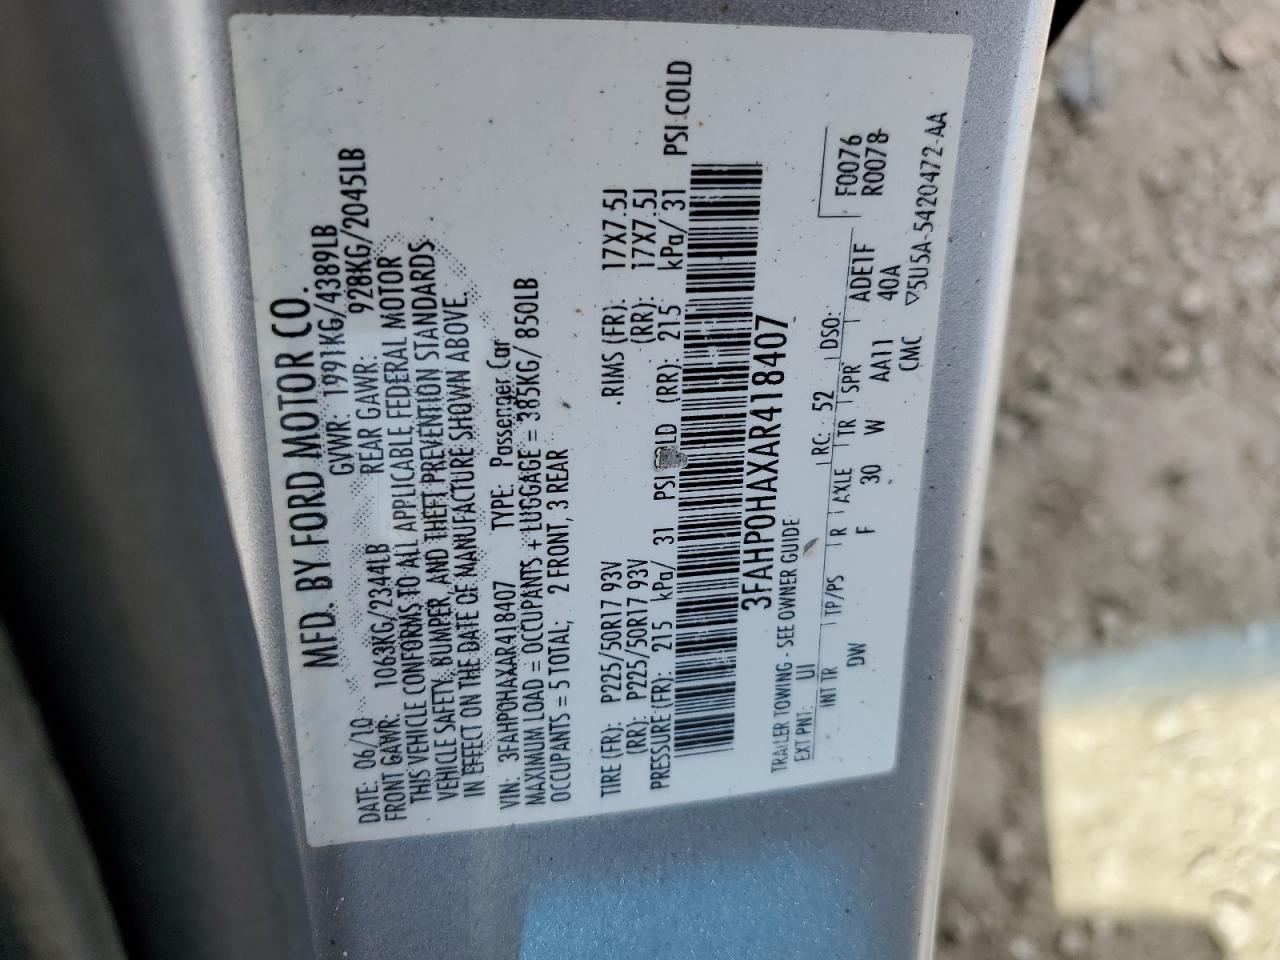 MFD. BY FORD MOTOR CO.
DATE: 06/10 GVWR: 1991KG/4389LB
FRONT GAWR: 1063KG/2344LB REAR GAWR: 928KG/2045LB
THIS VEHICLE CONFORMS TO ALL APPLICABLE FEDERAL MOTOR
VEHICLE SAFETY, BUMPER, AND THEFT PREVENTION STANDARDS
IN EFFECT ON THE DATE OF MANUFACTURE SHOWN ABOVE.
VIN: 3FAHP0HAXAR418407 TYPE: Passenger Car
MAXIMUM LOAD = OCCUPANTS + LUGGAGE = 385KG/ 850LB
OCCUPANTS = 5 TOTAL; 2 FRONT, 3 REAR
TIRE (FR): P225/50R17 93V RIMS (FR): 17X7.5J
(RR): P225/50R17 93V (RR): 17X7.5J
PRESSURE (FR): 215 kPa/ 31 PSI (RR): 215 kPa/ 31 PSI COLD
3FAHP0HAXAR418407
TRAILER TOWING - SEE OWNER GUIDE
EXT PNT: UI RC: 52 DSO: F0076
R0078
INT TR TP/PS R AXLE TR SPR ADE1F
DW F 30 W AA11 40A
CMC ▽5U5A-5420472-AA